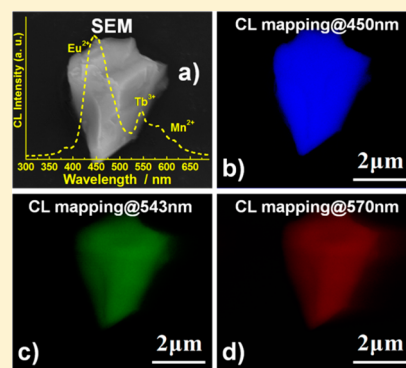 SEM
a)
Eu2+
Tb3+
Mn2+
CL Intensity (a. u.)
300 350 400 450 500 550 600 650
Wavelength / nm
CL mapping@450nm
b)
2μm
CL mapping@543nm
c)
2μm
CL mapping@570nm
d)
2μm